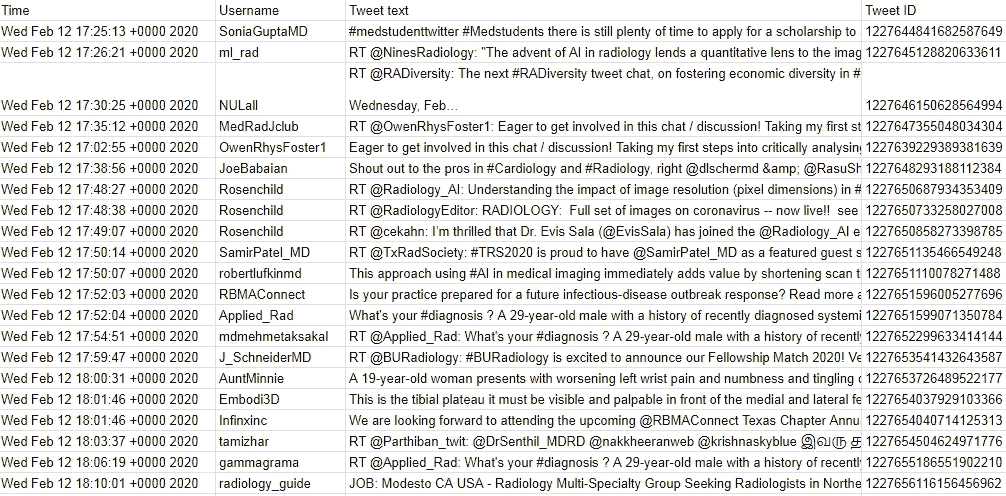 Time Username Tweet text Tweet ID
Wed Feb 12 17:25:13 +0000 2020 SoniaGuptaMD #medstudenttwitter #Medstudents there is still plenty of time to apply for a scholarship to 1227644841682587649
Wed Feb 12 17:26:21 +0000 2020 ml_rad RT @NinesRadiology: "The advent of AI in radiology lends a quantitative lens to the imag 1227645128820633611
RT @RADiversity: The next #RADiversity tweet chat, on fostering economic diversity in #
Wed Feb 12 17:30:25 +0000 2020 NULall Wednesday, Feb… 1227646150628564994
Wed Feb 12 17:35:12 +0000 2020 MedRadJclub RT @OwenRhysFoster1: Eager to get involved in this chat / discussion! Taking my first st 1227647355048034304
Wed Feb 12 17:02:55 +0000 2020 OwenRhysFoster1 Eager to get involved in this chat / discussion! Taking my first steps into critically analysin 1227639229389381639
Wed Feb 12 17:38:56 +0000 2020 JoeBabaian Shout out to the pros in #Cardiology and #Radiology, right @dlschermd &amp; @RasuSh 1227648293188112384
Wed Feb 12 17:48:27 +0000 2020 Rosenchild RT @Radiology_AI: Understanding the impact of image resolution (pixel dimensions) in # 1227650687934353409
Wed Feb 12 17:48:38 +0000 2020 Rosenchild RT @RadiologyEditor: RADIOLOGY: Full set of images on coronavirus -- now live!! see 1227650733258027008
Wed Feb 12 17:49:07 +0000 2020 Rosenchild RT @cekahn: I'm thrilled that Dr. Evis Sala (@EvisSala) has joined the @Radiology_AI e 1227650858273398785
Wed Feb 12 17:50:14 +0000 2020 SamirPatel_MD RT @TxRadSociety: #TRS2020 is proud to have @SamirPatel_MD as a featured guest s 1227651135466549248
Wed Feb 12 17:50:07 +0000 2020 robertlufkinmd This approach using #AI in medical imaging immediately adds value by shortening scan t 1227651110078271488
Wed Feb 12 17:52:03 +0000 2020 RBMAConnect Is your practice prepared for a future infectious-disease outbreak response? Read more a 1227651596005277696
Wed Feb 12 17:52:04 +0000 2020 Applied_Rad What's your #diagnosis ? A 29-year-old male with a history of recently diagnosed systemi 1227651599071350784
Wed Feb 12 17:54:51 +0000 2020 mdmehmetaksakal RT @Applied_Rad: What's your #diagnosis ? A 29-year-old male with a history of recently 1227652299633414144
Wed Feb 12 17:59:47 +0000 2020 J_SchneiderMD RT @BURadiology: #BURadiology is excited to announce our Fellowship Match 2020! Ve 1227653541432643587
Wed Feb 12 18:00:31 +0000 2020 AuntMinnie A 19-year-old woman presents with worsening left wrist pain and numbness and tingling o 1227653726489522177
Wed Feb 12 18:01:46 +0000 2020 Embodi3D This is the tibial plateau it must be visible and palpable in front of the medial and lateral fe 1227654037929103366
Wed Feb 12 18:01:46 +0000 2020 Infinxinc We are looking forward to attending the upcoming @RBMAConnect Texas Chapter Annu 1227654040714125313
Wed Feb 12 18:03:37 +0000 2020 tamizhar RT @Parthiban_twit: @DrSenthil_MDRD @nakkheeranweb @krishnaskyblue இவரு 1227654504624971776
Wed Feb 12 18:06:19 +0000 2020 gammagrama RT @Applied_Rad: What's your #diagnosis ? A 29-year-old male with a history of recently 1227655186551902210
Wed Feb 12 18:10:01 +0000 2020 radiology_guide JOB: Modesto CA USA - Radiology Multi-Specialty Group Seeking Radiologists in Northe 1227656116156456962